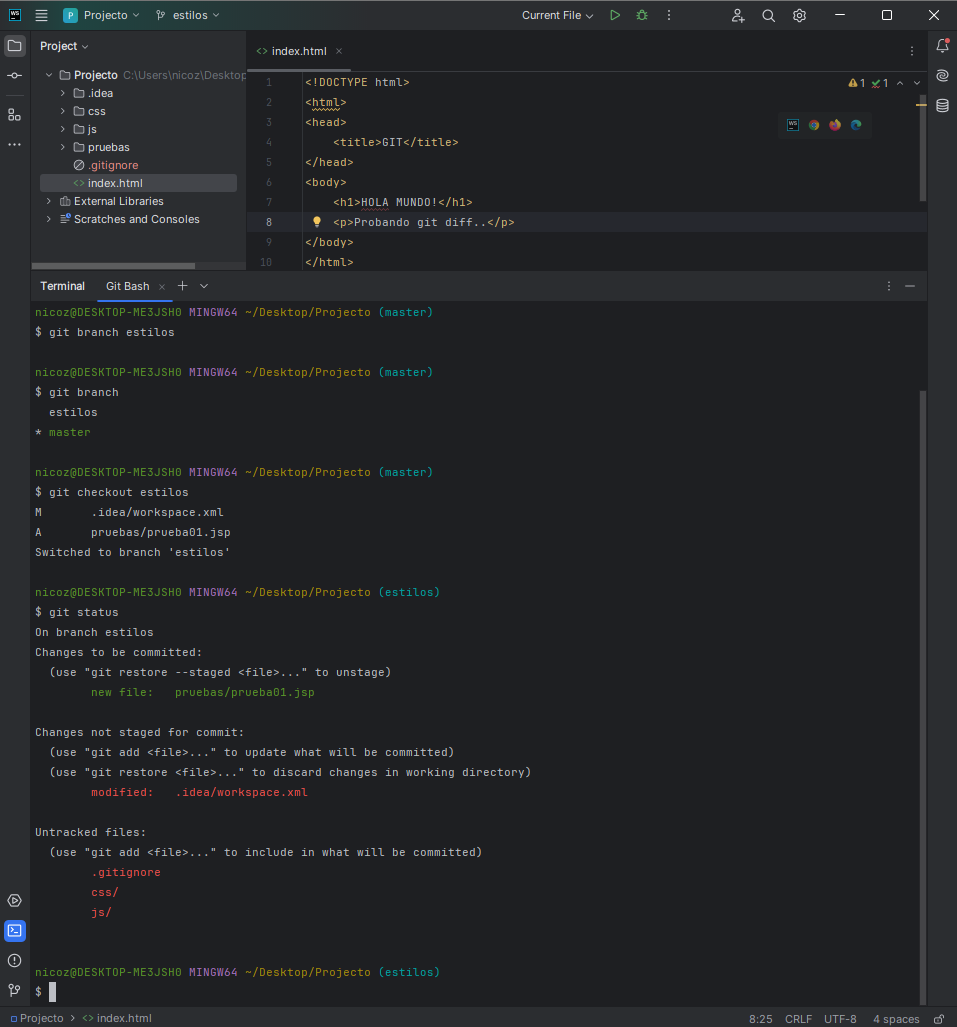 WS
P Projecto estilos Current File
Project
index.html
Projecto C:\Users\nicoz\Desktop
.idea
css
js
pruebas
.gitignore
index.html
External Libraries
Scratches and Consoles
1 <!DOCTYPE html>
2 <html>
3 <head>
4 <title>GIT</title>
5 </head>
6 <body>
7 <h1>HOLA MUNDO!</h1>
8 <p>Probando git diff..</p>
9 </body>
10 </html>
1 1
WS
Terminal Git Bash
nicoz@DESKTOP-ME3JSH0 MINGW64 ~/Desktop/Projecto (master)
$ git branch estilos
nicoz@DESKTOP-ME3JSH0 MINGW64 ~/Desktop/Projecto (master)
$ git branch
estilos
* master
nicoz@DESKTOP-ME3JSH0 MINGW64 ~/Desktop/Projecto (master)
$ git checkout estilos
M .idea/workspace.xml
A pruebas/prueba01.jsp
Switched to branch 'estilos'
nicoz@DESKTOP-ME3JSH0 MINGW64 ~/Desktop/Projecto (estilos)
$ git status
On branch estilos
Changes to be committed:
(use "git restore --staged <file>..." to unstage)
new file: pruebas/prueba01.jsp
Changes not staged for commit:
(use "git add <file>..." to update what will be committed)
(use "git restore <file>..." to discard changes in working directory)
modified: .idea/workspace.xml
Untracked files:
(use "git add <file>..." to include in what will be committed)
.gitignore
css/
js/
nicoz@DESKTOP-ME3JSH0 MINGW64 ~/Desktop/Projecto (estilos)
$
Projecto > index.html 8:25 CRLF UTF-8 4 spaces